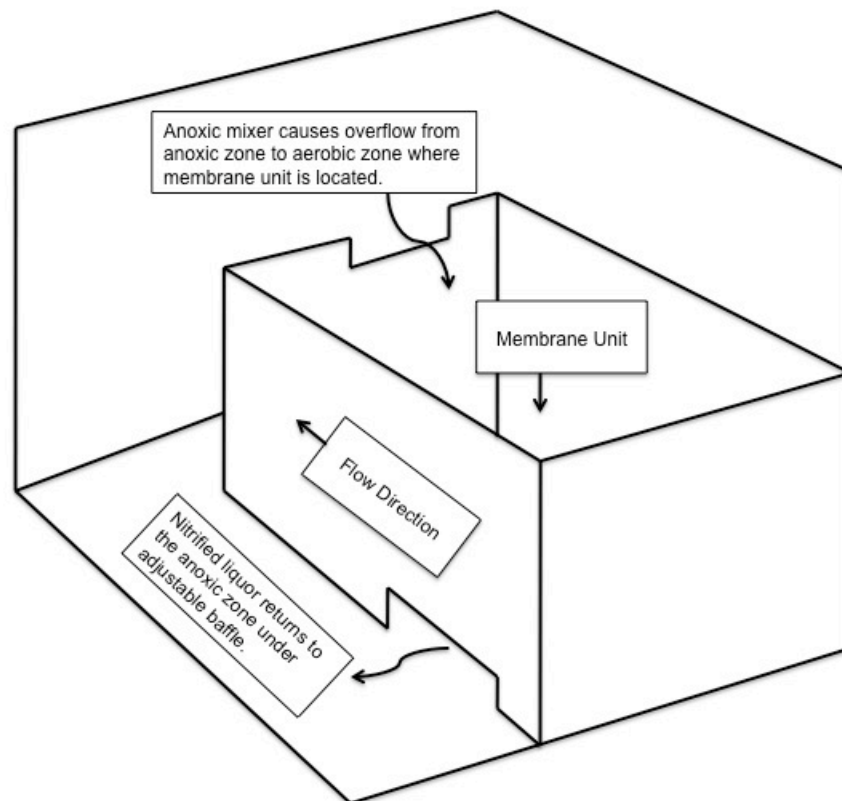 Anoxic mixer causes overflow from
anoxic zone to aerobic zone where
membrane unit is located.
Membrane Unit
Flow Direction
Nitrified liquor returns to
the anoxic zone under
adjustable baffle.